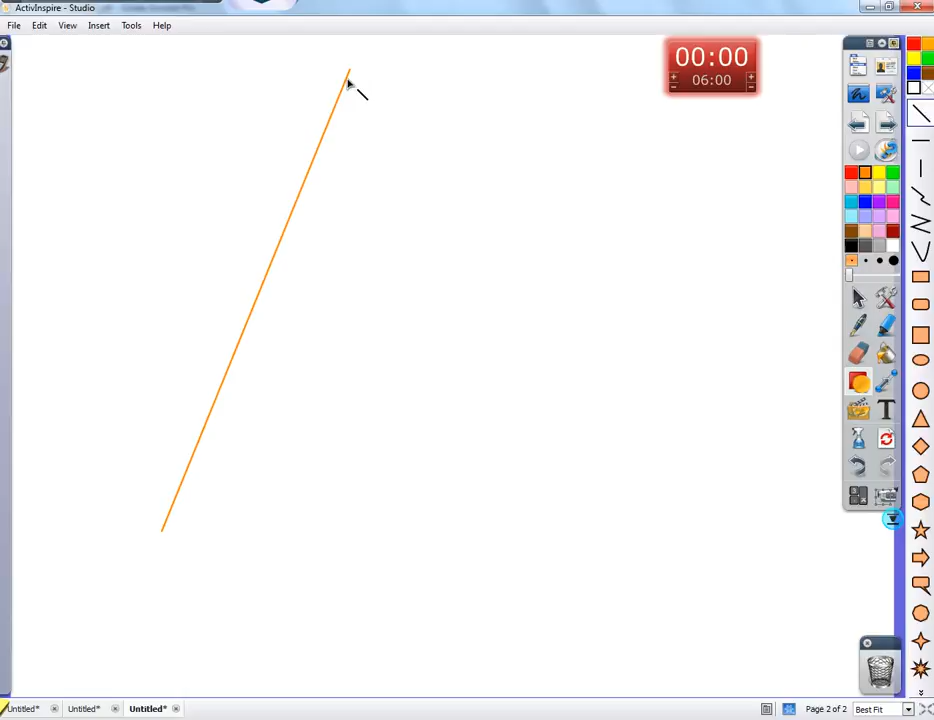 ActivInspire - Studio
File Edit View Insert Tools Help
00:00
06:00
T
Untitled* Untitled* Untitled* Page 2 of 2 Best Fit